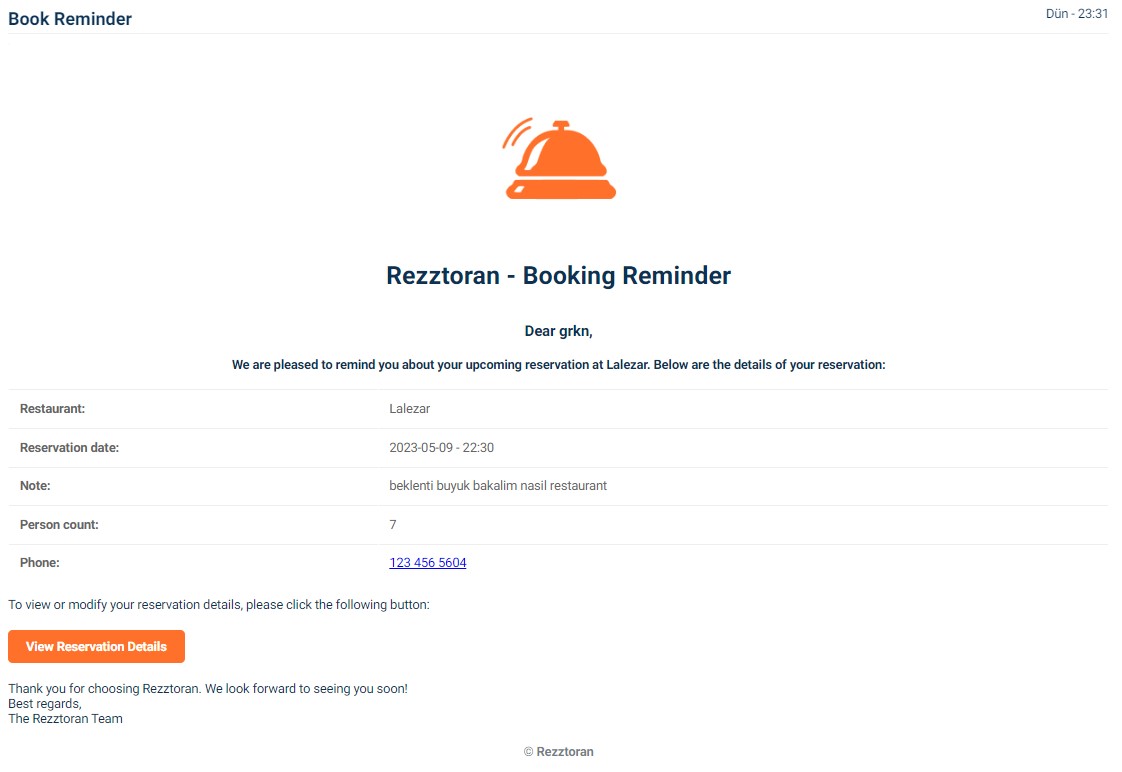 Book Reminder
Dün - 23:31
Rezztoran - Booking Reminder
Dear grkn,
We are pleased to remind you about your upcoming reservation at Lalezar. Below are the details of your reservation:
Restaurant: Lalezar
Reservation date: 2023-05-09 - 22:30
Note: beklenti buyuk bakalim nasil restaurant
Person count: 7
Phone: 123 456 5604
To view or modify your reservation details, please click the following button:
View Reservation Details
Thank you for choosing Rezztoran. We look forward to seeing you soon!
Best regards,
The Rezztoran Team
© Rezztoran